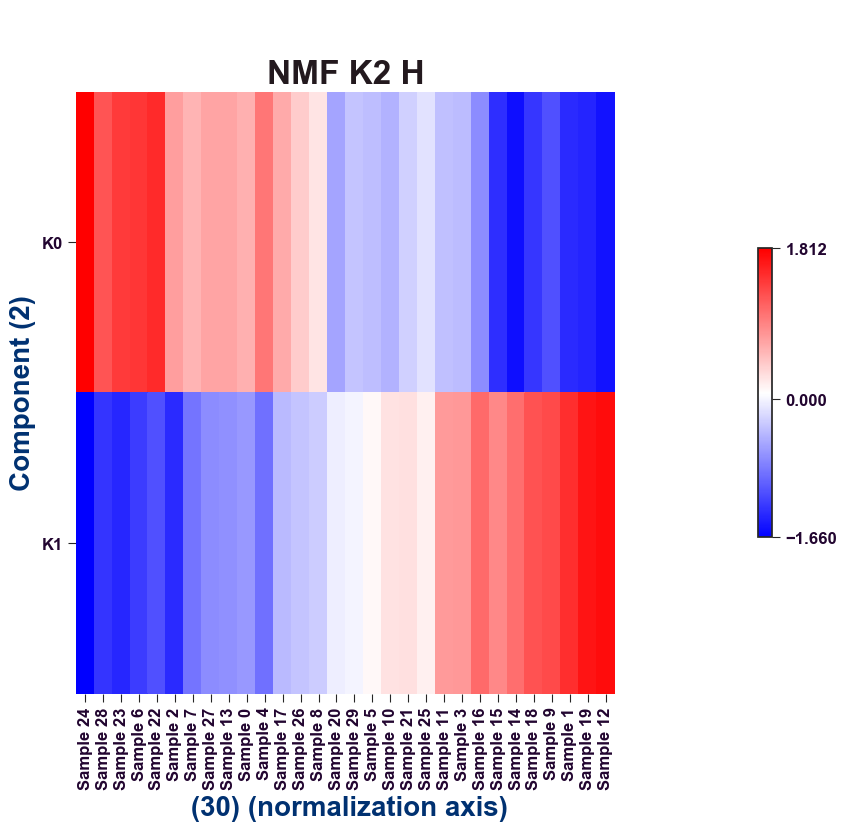 NMF K2 H
Component (2)
K0
K1
1.812
0.000
−1.660
Sample 24
Sample 28
Sample 23
Sample 6
Sample 22
Sample 2
Sample 7
Sample 27
Sample 13
Sample 0
Sample 4
Sample 17
Sample 26
Sample 8
Sample 20
Sample 29
Sample 5
Sample 10
Sample 21
Sample 25
Sample 11
Sample 3
Sample 16
Sample 15
Sample 14
Sample 18
Sample 9
Sample 1
Sample 19
Sample 12
(30) (normalization axis)